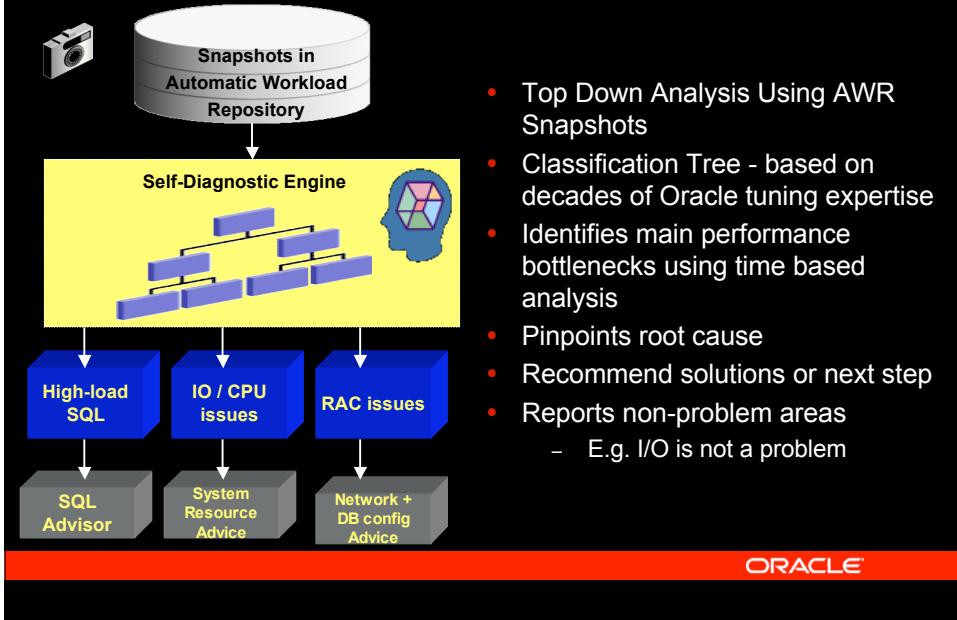 Snapshots in
Automatic Workload
Repository
Self-Diagnostic Engine
High-load
SQL
IO / CPU
issues
RAC issues
SQL
Advisor
System
Resource
Advice
Network +
DB config
Advice
• Top Down Analysis Using AWR
Snapshots
• Classification Tree - based on
decades of Oracle tuning expertise
• Identifies main performance
bottlenecks using time based
analysis
• Pinpoints root cause
• Recommend solutions or next step
• Reports non-problem areas
– E.g. I/O is not a problem
ORACLE